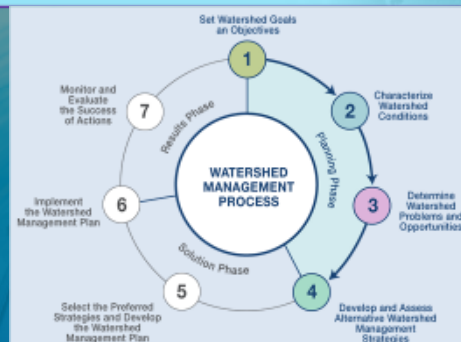 Set Watershed Goals
an Objectives
1
Characterize
Watershed
Conditions
2
Determine
Watershed
Problems and
Opportunities
3
Develop and Assess
Alternative Watershed
Management
Strategies
4
Select the Preferred
Strategies and Develop
the Watershed
Management Plan
5
Implement
the Watershed
Management Plan
6
Monitor and
Evaluate
the Success
of Actions
7
Planning Phase
Solution Phase
Results Phase
WATERSHED
MANAGEMENT
PROCESS